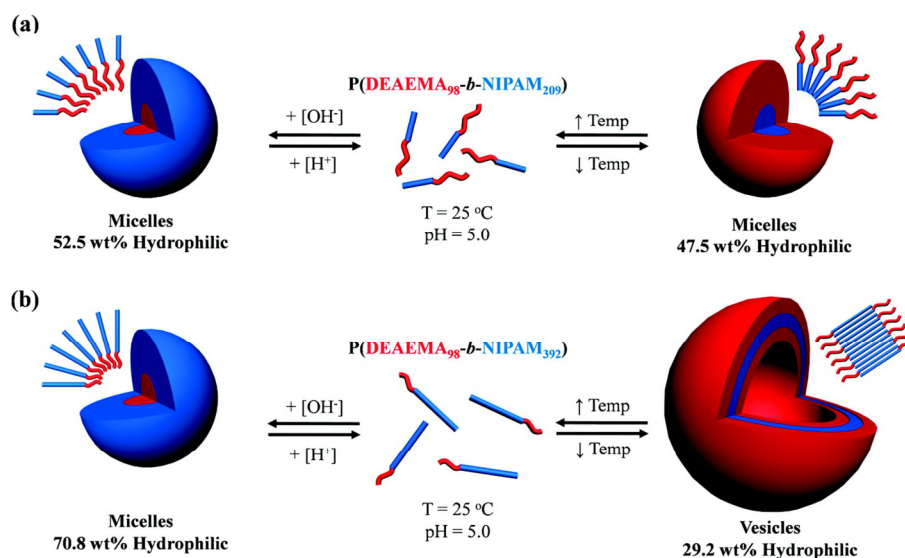 (a)
P(DEAEMA98-b-NIPAM209)
+ [OH-]
+ [H+]
↑ Temp
↓ Temp
T = 25 oC
pH = 5.0
Micelles
52.5 wt% Hydrophilic
Micelles
47.5 wt% Hydrophilic
(b)
P(DEAEMA98-b-NIPAM392)
+ [OH-]
+ [H+]
↑ Temp
↓ Temp
T = 25 oC
pH = 5.0
Micelles
70.8 wt% Hydrophilic
Vesicles
29.2 wt% Hydrophilic